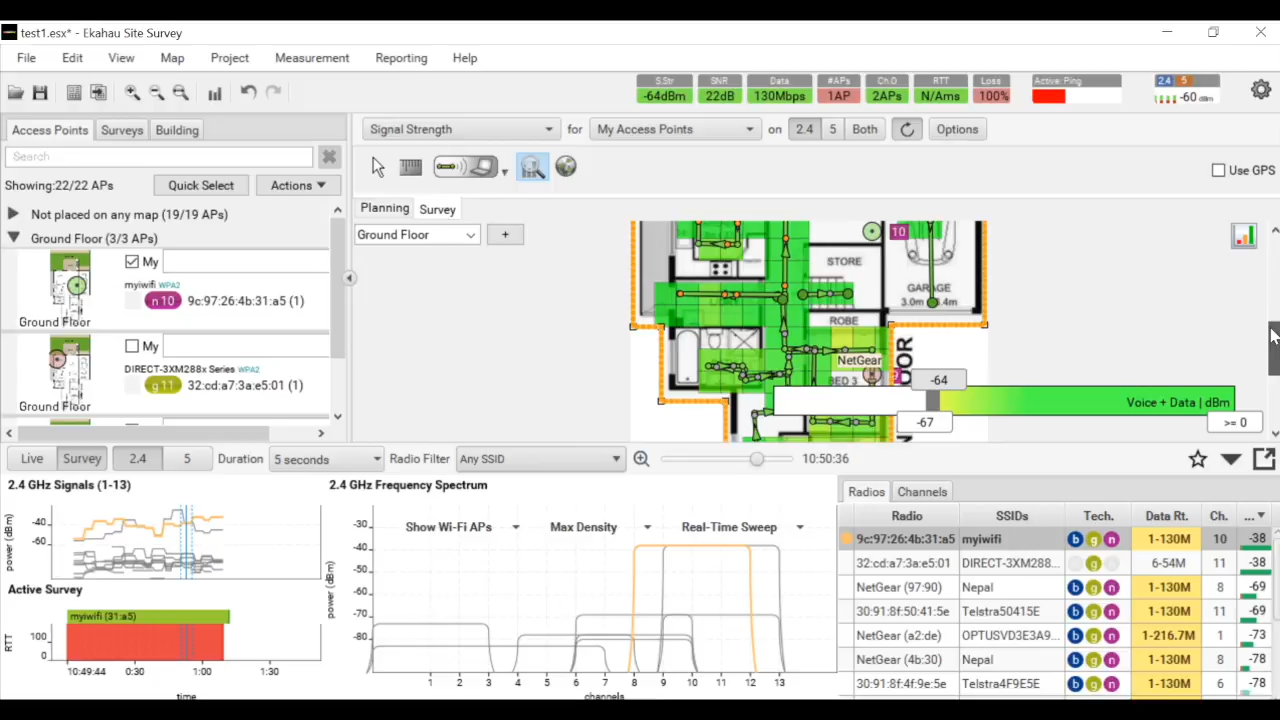 test1.esx* - Ekahau Site Survey
File Edit View Map Project Measurement Reporting Help
S.Str SNR Data #APs Ch.O RTT Loss Active: Ping 2.4 5
-64dBm 22dB 130Mbps 1AP 2APs N/Ams 100% -60 dBm
Access Points Surveys Building
Signal Strength for My Access Points on 2.4 5 Both Options
Search
Use GPS
Showing:22/22 APs Quick Select Actions
Planning Survey
Not placed on any map (19/19 APs)
Ground Floor +
Ground Floor (3/3 APs)
My
myiwifi WPA2
n 10 9c:97:26:4b:31:a5 (1)
Ground Floor
My
DIRECT-3XM288x Series WPA2
g 11 32:cd:a7:3a:e5:01 (1)
Ground Floor
10
STORE
GARAGE
ROBE
NetGear
BED 3
-64
Voice + Data | dBm
-67
>= 0
Live Survey 2.4 5 Duration 5 seconds Radio Filter Any SSID 10:50:36
2.4 GHz Signals (1-13)
power (dBm)
-40
-60
Active Survey
myiwifi (31:a5)
RTT
100
0
10:49:44 0:30 1:00 1:30
time
2.4 GHz Frequency Spectrum
Show Wi-Fi APs Max Density Real-Time Sweep
power (dBm)
-30
-40
-50
-60
-70
-80
1 2 3 4 5 6 7 8 9 10 11 12 13
channels
Radios Channels
Radio SSIDs Tech. Data Rt. Ch. ...
9c:97:26:4b:31:a5 myiwifi b g n 1-130M 10 -38
32:cd:a7:3a:e5:01 DIRECT-3XM288... g 6-54M 11 -38
NetGear (97:90) Nepal b g n 1-130M 8 -69
30:91:8f:50:41:5e Telstra50415E b g n 1-130M 11 -69
NetGear (a2:de) OPTUSVD3E3A9... b g n 1-216.7M 1 -73
NetGear (4b:30) Nepal b g n 1-130M 8 -78
30:91:8f:4f:9e:5e Telstra4F9E5E b g n 1-130M 6 -78